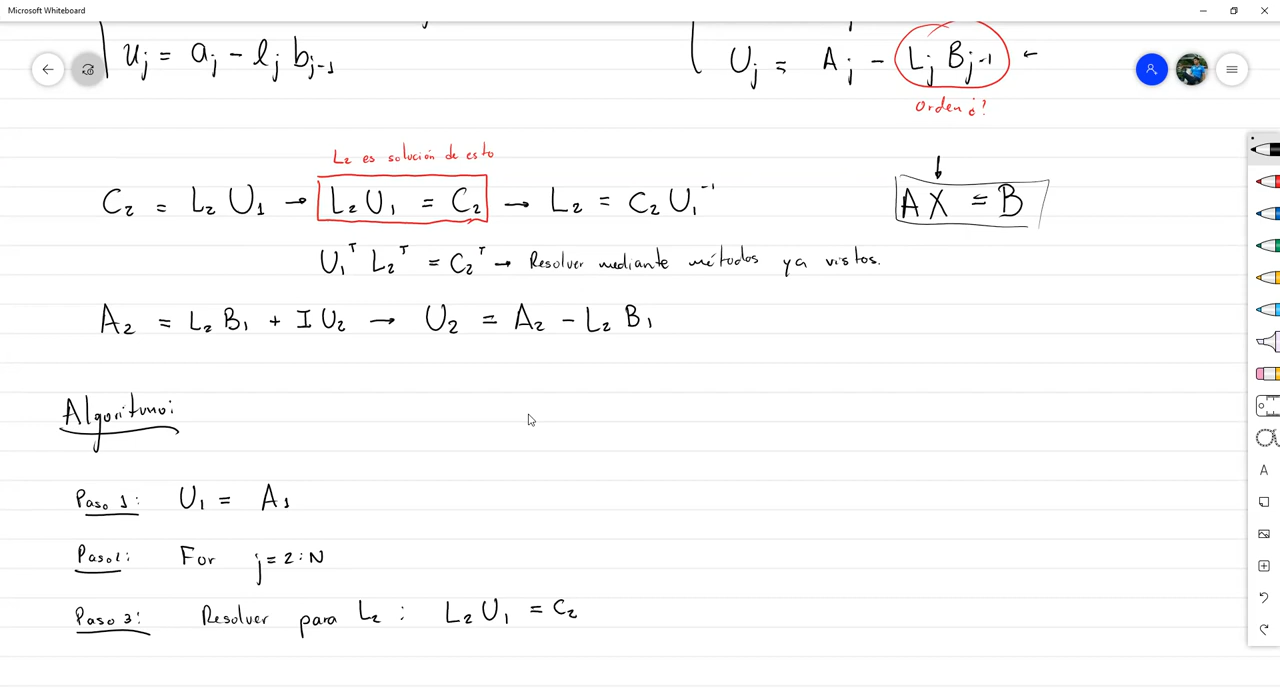 Microsoft Whiteboard
u_j = a_j - l_j b_{j-1}
U_j = A_j - L_j B_{j-1} ←
Orden ¿?
L₂ es solución de esto
C₂ = L₂ U₁ → L₂ U₁ = C₂ → L₂ = C₂ U₁⁻¹
A X = B
U₁ᵀ L₂ᵀ = C₂ᵀ → Resolver mediante métodos ya vistos.
A₂ = L₂ B₁ + I U₂ → U₂ = A₂ - L₂ B₁
Algoritmo:
Paso 1: U₁ = A₁
Paso 2: For j = 2 : N
Paso 3: Resolver para L₂ : L₂ U₁ = C₂